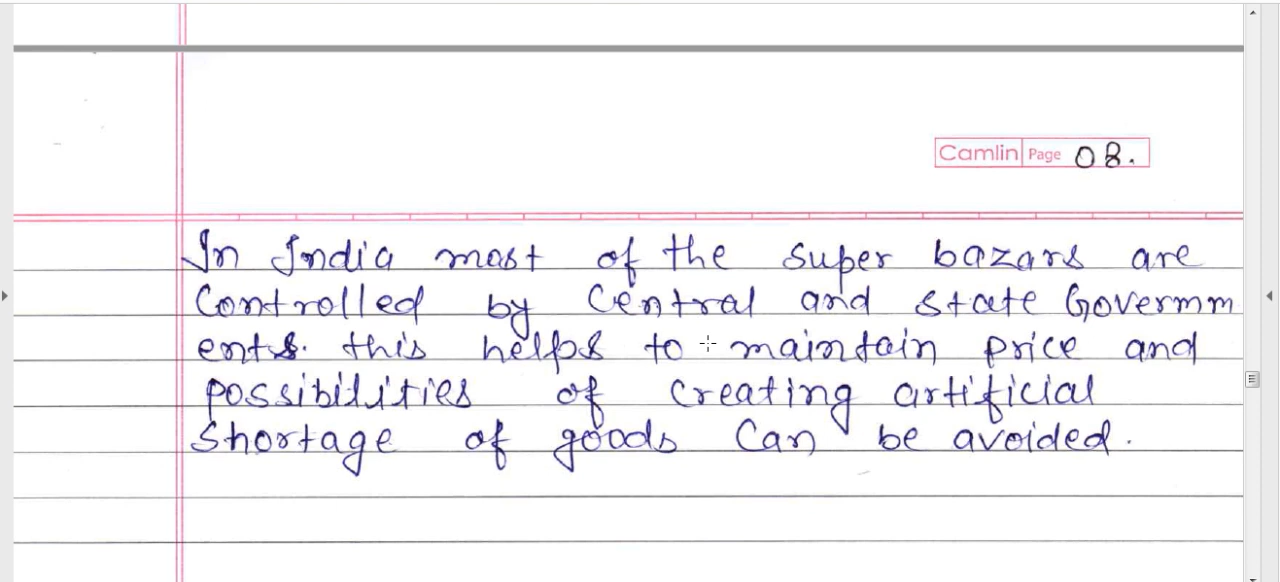 Camlin Page 08.
In India most of the super bazars are
Controlled by Central and state Governm
ents. this helps to maintain price and
possibilities of creating artificial
shortage of goods Can be avoided.